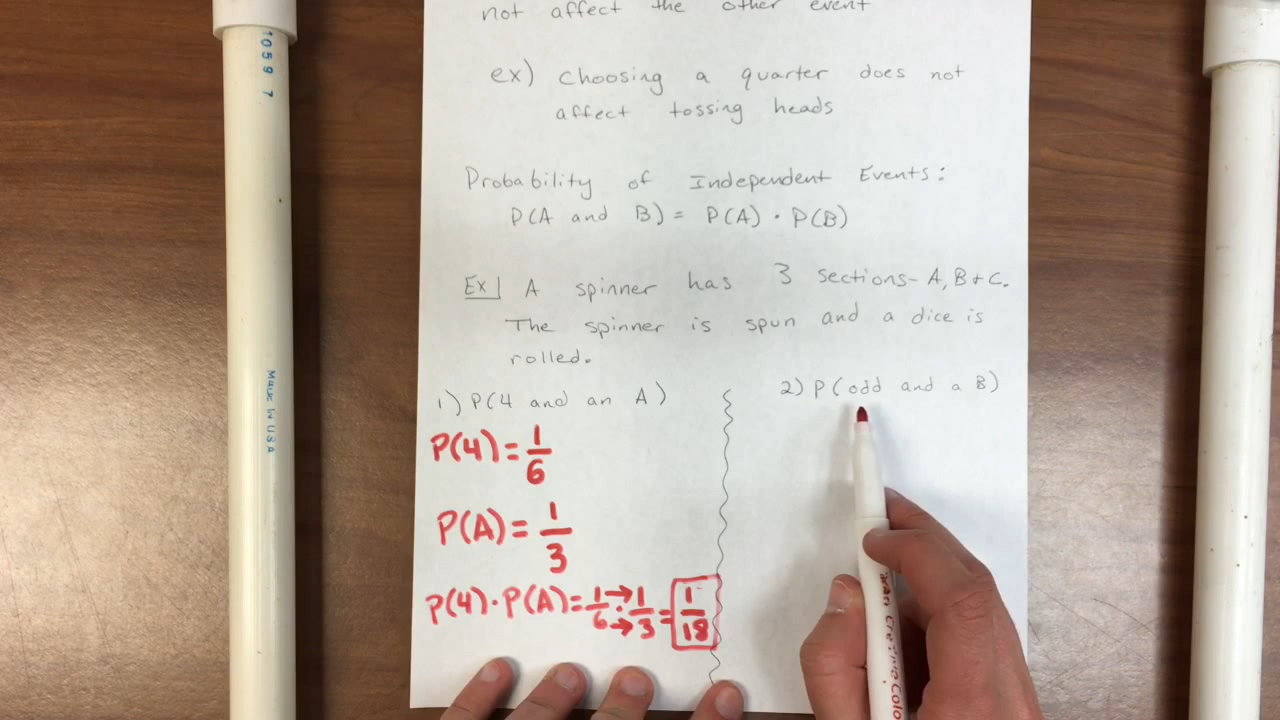 not affect the other event
ex) choosing a quarter does not
affect tossing heads
Probability of Independent Events:
P(A and B) = P(A) • P(B)
Ex 1 A spinner has 3 sections- A, B + C.
The spinner is spun and a dice is
rolled.
1) P(4 and an A)
P(4) = 1/6
P(A) = 1/3
P(4) • P(A) = 1/6 • 1/3 = 1/18
2) P(odd and a B)
1059 7
MADE IN USA